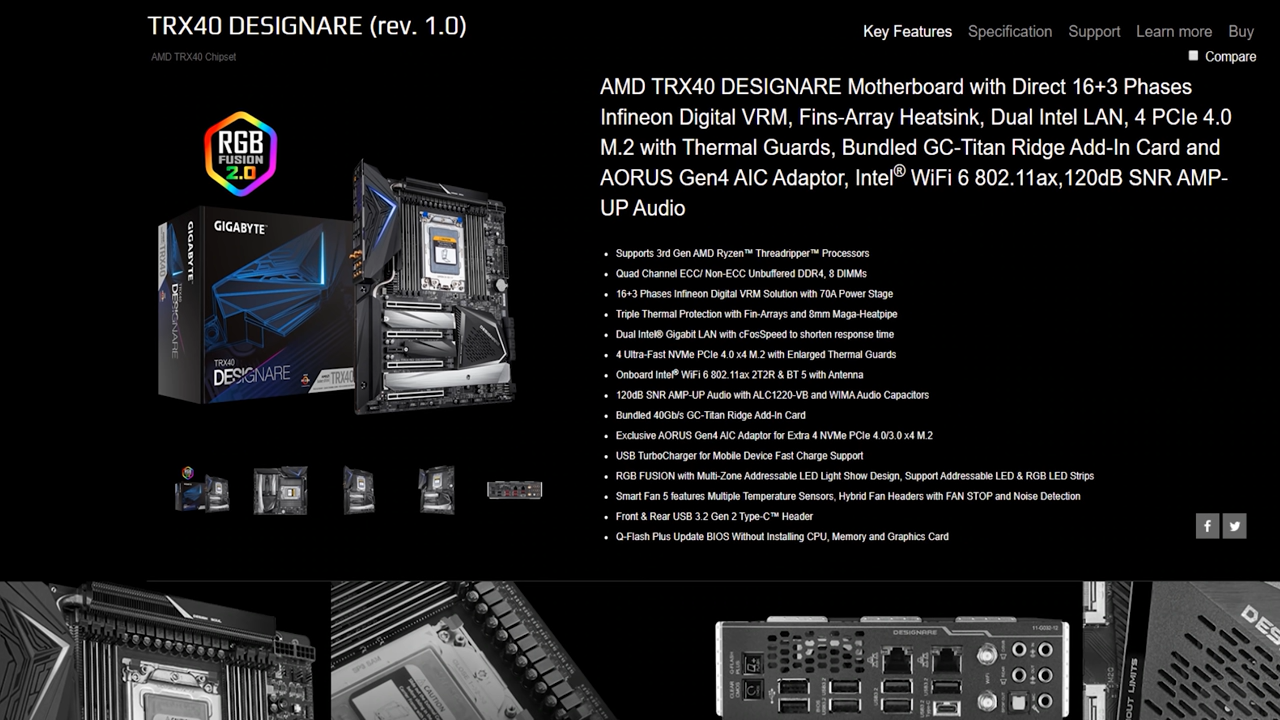 TRX40 DESIGNARE (rev. 1.0)
AMD TRX40 Chipset
Key Features
Specification
Support
Learn more
Buy
Compare
AMD TRX40 DESIGNARE Motherboard with Direct 16+3 Phases
Infineon Digital VRM, Fins-Array Heatsink, Dual Intel LAN, 4 PCIe 4.0
M.2 with Thermal Guards, Bundled GC-Titan Ridge Add-In Card and
AORUS Gen4 AIC Adaptor, Intel® WiFi 6 802.11ax,120dB SNR AMP-
UP Audio
RGB
FUSION
2.0
GIGABYTE
GIGABYTE
TRX40
DESIGNARE
TRX40
DESIGNARE
TRX40
Supports 3rd Gen AMD Ryzen™ Threadripper™ Processors
Quad Channel ECC/ Non-ECC Unbuffered DDR4, 8 DIMMs
16+3 Phases Infineon Digital VRM Solution with 70A Power Stage
Triple Thermal Protection with Fin-Arrays and 8mm Maga-Heatpipe
Dual Intel® Gigabit LAN with cFosSpeed to shorten response time
4 Ultra-Fast NVMe PCIe 4.0 x4 M.2 with Enlarged Thermal Guards
Onboard Intel® WiFi 6 802.11ax 2T2R & BT 5 with Antenna
120dB SNR AMP-UP Audio with ALC1220-VB and WIMA Audio Capacitors
Bundled 40Gb/s GC-Titan Ridge Add-In Card
Exclusive AORUS Gen4 AIC Adaptor for Extra 4 NVMe PCIe 4.0/3.0 x4 M.2
USB TurboCharger for Mobile Device Fast Charge Support
RGB FUSION with Multi-Zone Addressable LED Light Show Design, Support Addressable LED & RGB LED Strips
Smart Fan 5 features Multiple Temperature Sensors, Hybrid Fan Headers with FAN STOP and Noise Detection
Front & Rear USB 3.2 Gen 2 Type-C™ Header
Q-Flash Plus Update BIOS Without Installing CPU, Memory and Graphics Card
CAUTION
DESIGNARE
Q-FLASH
PLUS
CLEAR
CMOS
DES
OUT LIMITS